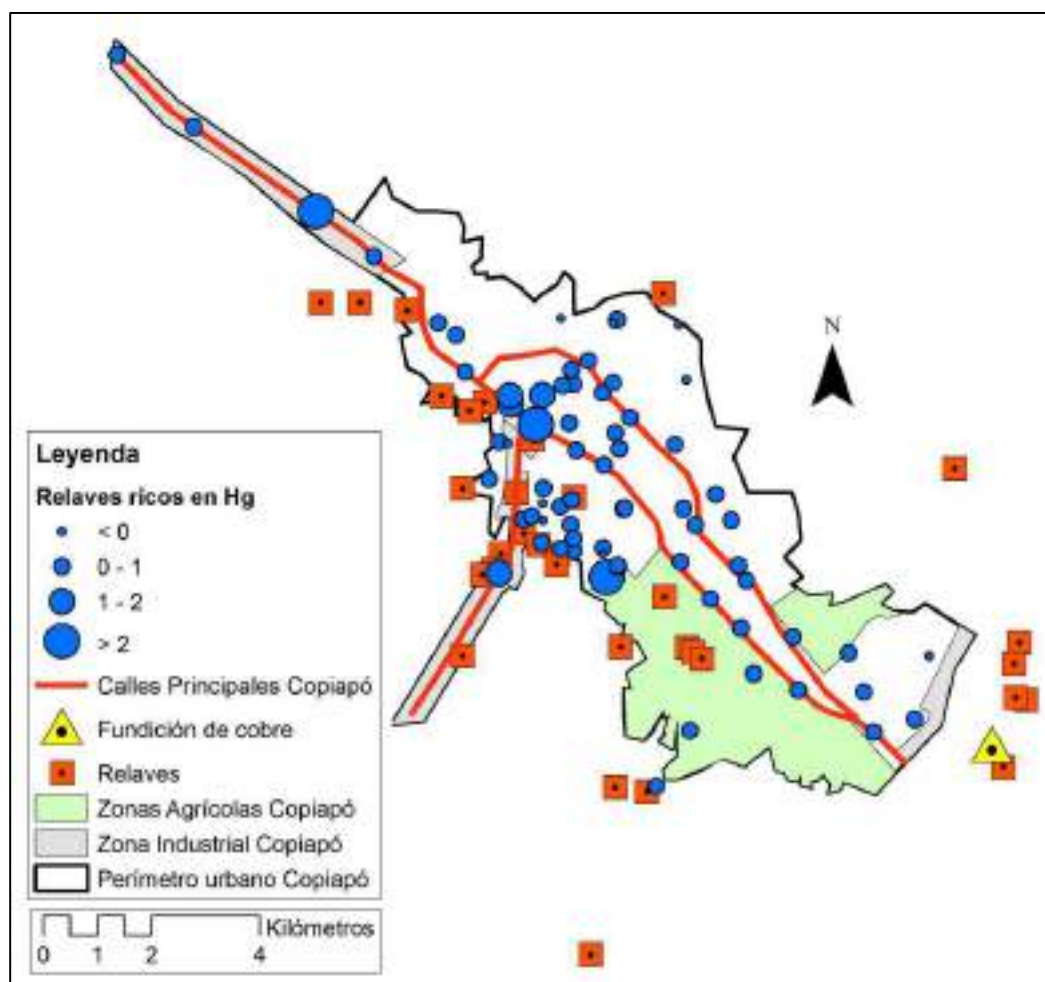 N
Leyenda
Relaves ricos en Hg
< 0
0 - 1
1 - 2
> 2
Calles Principales Copiapó
Fundición de cobre
Relaves
Zonas Agrícolas Copiapó
Zona Industrial Copiapó
Perímetro urbano Copiapó
Kilómetros
0 1 2 4